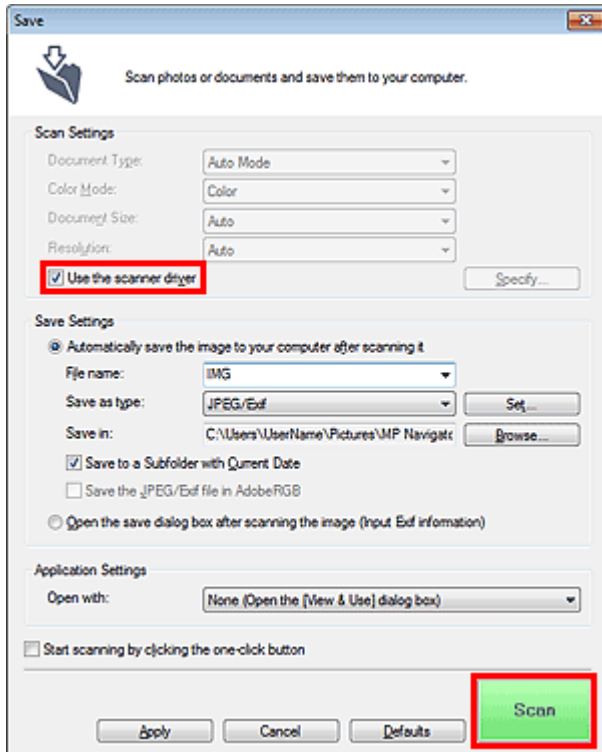 Save
Scan photos or documents and save them to your computer.
Scan Settings
Document Type: Auto Mode
Color Mode: Color
Document Size: Auto
Resolution: Auto
Use the scanner driver Specify...
Save Settings
Automatically save the image to your computer after scanning it
File name: IMG
Save as type: JPEG/Exif Set...
Save in: C:\Users\UserName\Pictures\MP Navigato Browse...
Save to a Subfolder with Current Date
Save the JPEG/Exif file in AdobeRGB
Open the save dialog box after scanning the image (Input Exif information)
Application Settings
Open with: None (Open the [View & Use] dialog box)
Start scanning by clicking the one-click button
Scan
Apply Cancel Defaults